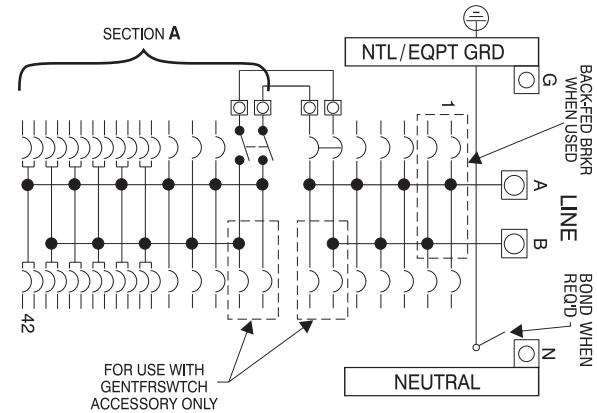 SECTION A
NTL/EQPT GRD
G
BACK-FED BRKR
WHEN USED
1
A
LINE
B
BOND WHEN
REQ'D
N
42
FOR USE WITH
GENTFRSWTCH
ACCESSORY ONLY
NEUTRAL